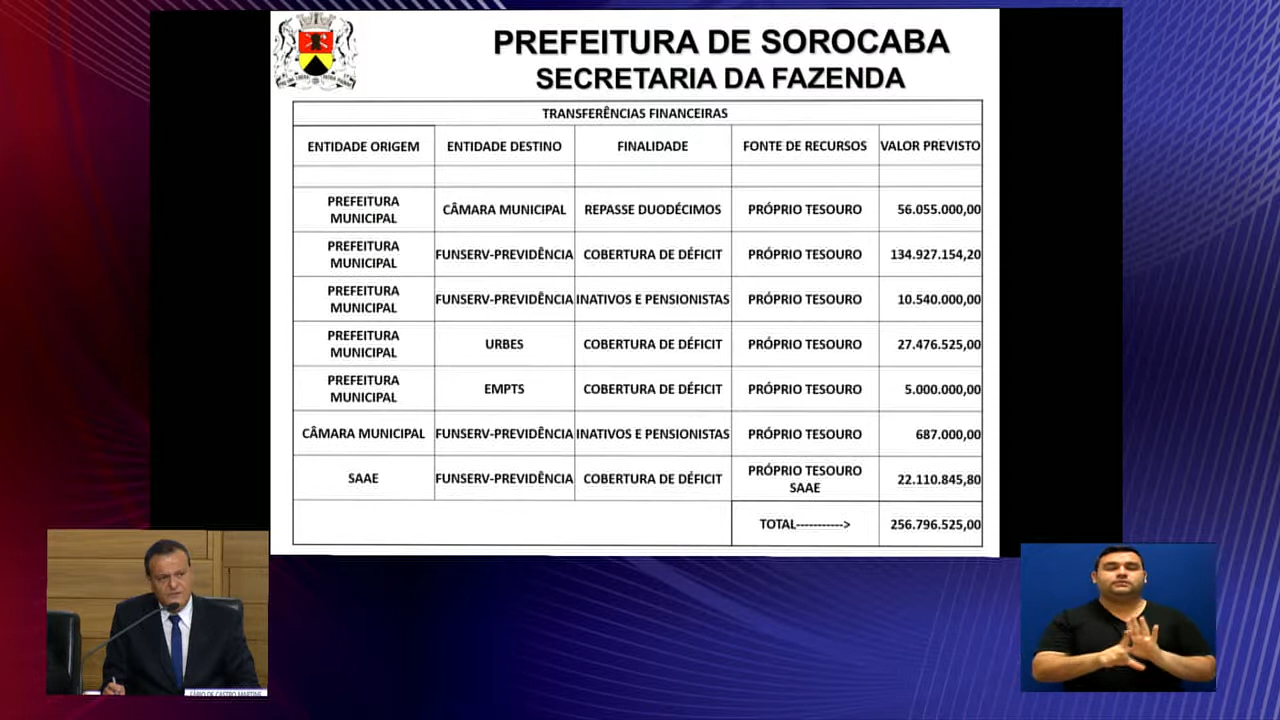 PREFEITURA DE SOROCABA
SECRETARIA DA FAZENDA
TRANSFERÊNCIAS FINANCEIRAS
ENTIDADE ORIGEM ENTIDADE DESTINO FINALIDADE FONTE DE RECURSOS VALOR PREVISTO
PREFEITURA
MUNICIPAL CÂMARA MUNICIPAL REPASSE DUODÉCIMOS PRÓPRIO TESOURO 56.055.000,00
PREFEITURA
MUNICIPAL FUNSERV-PREVIDÊNCIA COBERTURA DE DÉFICIT PRÓPRIO TESOURO 134.927.154,20
PREFEITURA
MUNICIPAL FUNSERV-PREVIDÊNCIA INATIVOS E PENSIONISTAS PRÓPRIO TESOURO 10.540.000,00
PREFEITURA
MUNICIPAL URBES COBERTURA DE DÉFICIT PRÓPRIO TESOURO 27.476.525,00
PREFEITURA
MUNICIPAL EMPTS COBERTURA DE DÉFICIT PRÓPRIO TESOURO 5.000.000,00
CÂMARA MUNICIPAL FUNSERV-PREVIDÊNCIA INATIVOS E PENSIONISTAS PRÓPRIO TESOURO 687.000,00
SAAE FUNSERV-PREVIDÊNCIA COBERTURA DE DÉFICIT PRÓPRIO TESOURO
SAAE 22.110.845,80
TOTAL-----------> 256.796.525,00
FÁBIO DE CASTRO MARTINS